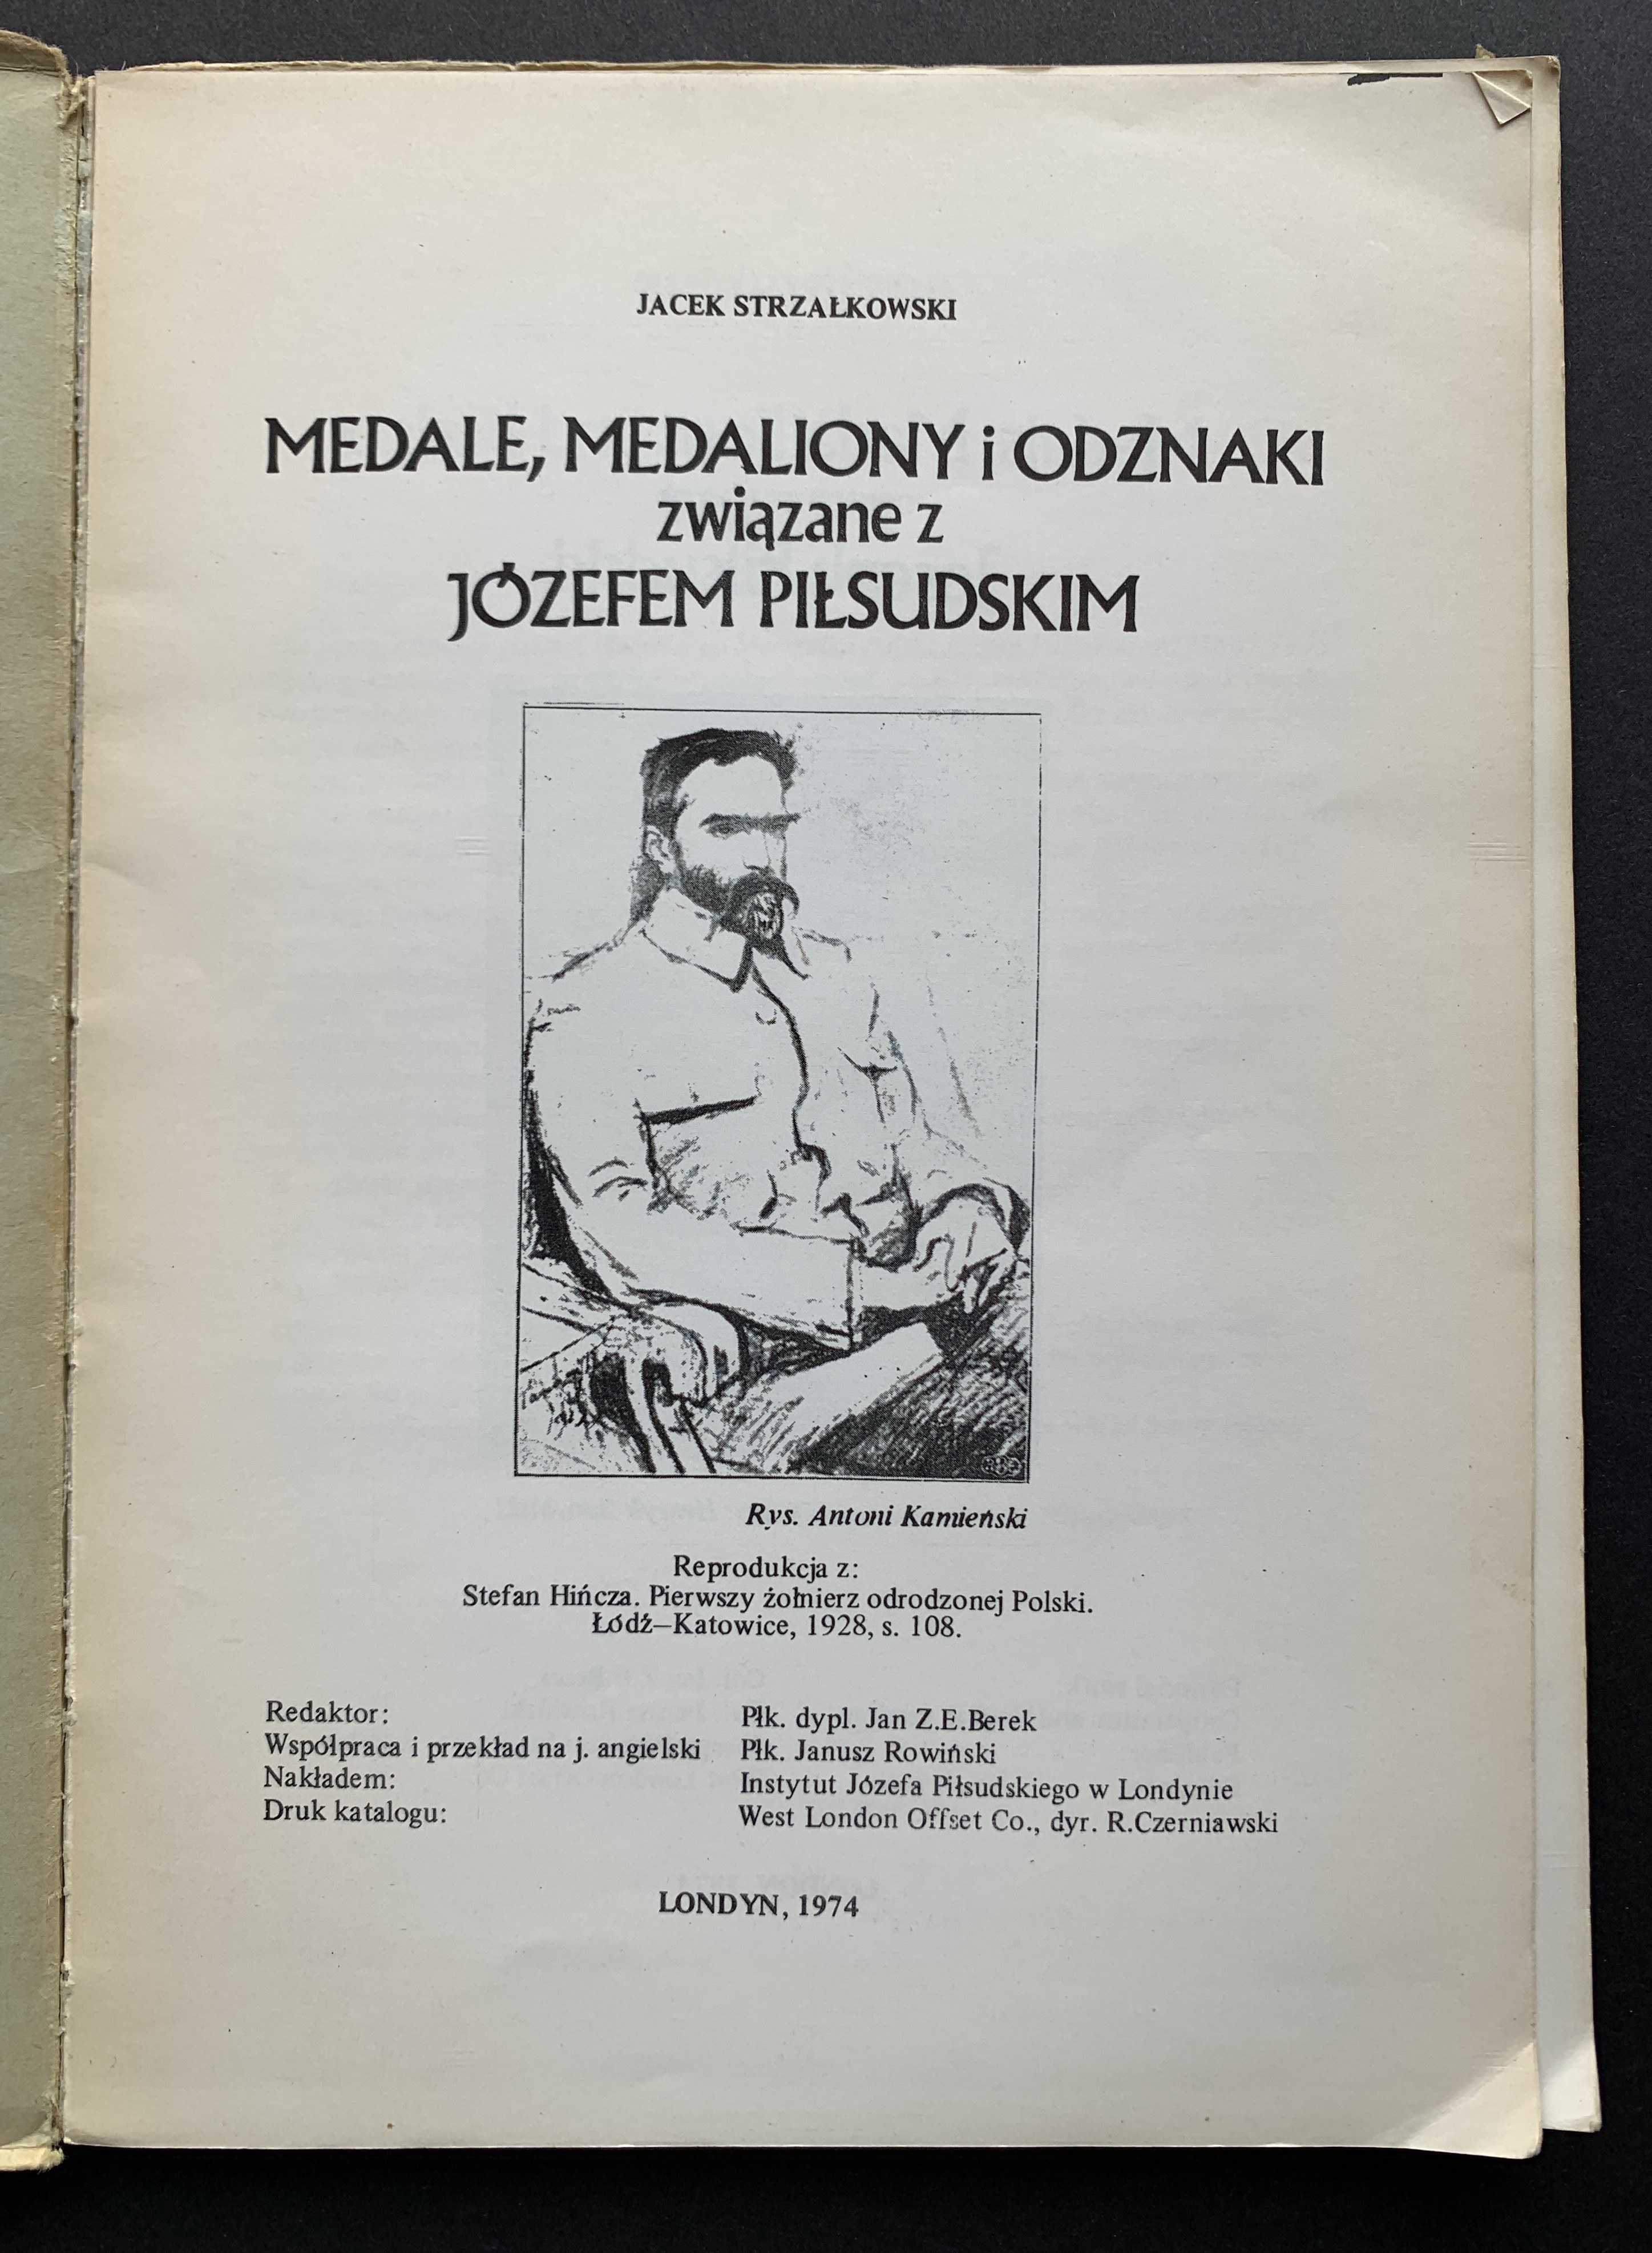 JACEK STRZAŁKOWSKI
MEDALE, MEDALIONY i ODZNAKI
związane z
JÓZEFEM PIŁSUDSKIM
Rys. Antoni Kamieński
Reprodukcja z:
Stefan Hińcza. Pierwszy żołnierz odrodzonej Polski.
Łódź–Katowice, 1928, s. 108.
Redaktor: Płk. dypl. Jan Z.E.Berek
Współpraca i przekład na j. angielski Płk. Janusz Rowiński
Nakładem: Instytut Józefa Piłsudskiego w Londynie
Druk katalogu: West London Offset Co., dyr. R.Czerniawski
LONDYN, 1974